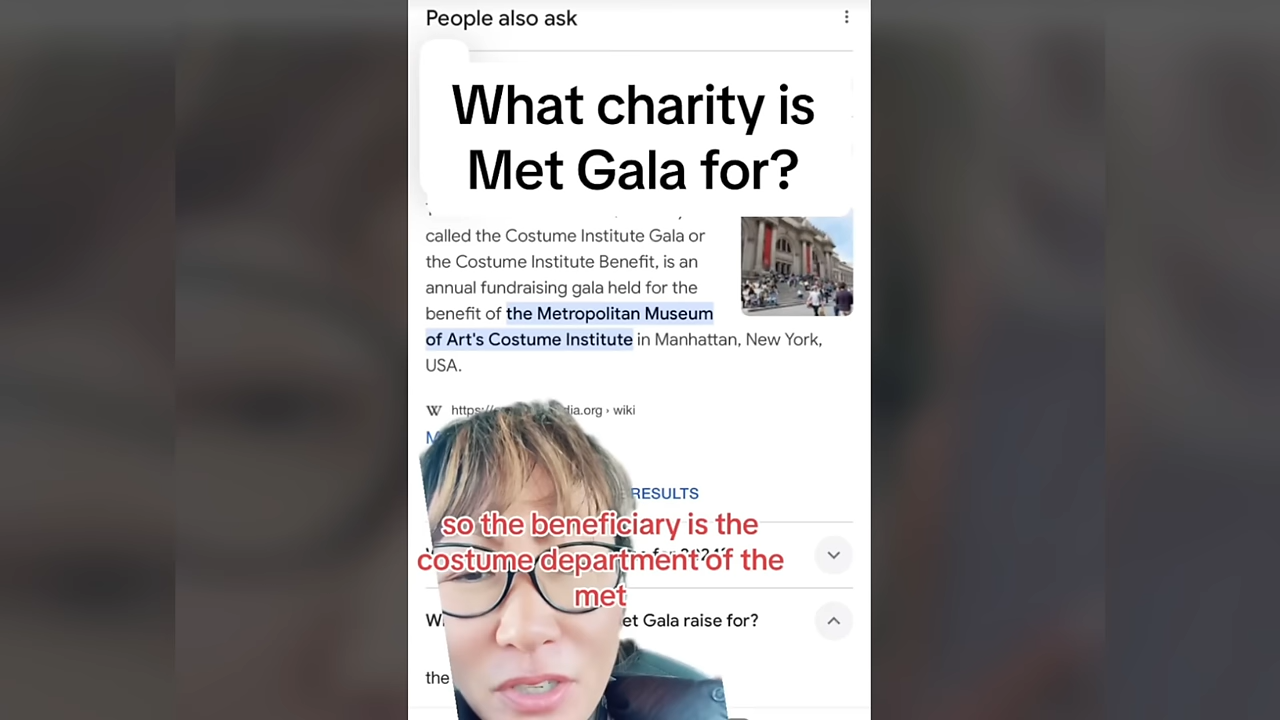 People also ask
What charity is
Met Gala for?
called the Costume Institute Gala or
the Costume Institute Benefit, is an
annual fundraising gala held for the
benefit of the Metropolitan Museum
of Art's Costume Institute in Manhattan, New York,
USA.
wiki
RESULTS
so the beneficiary is the
costume department of the
met
et Gala raise for?
the